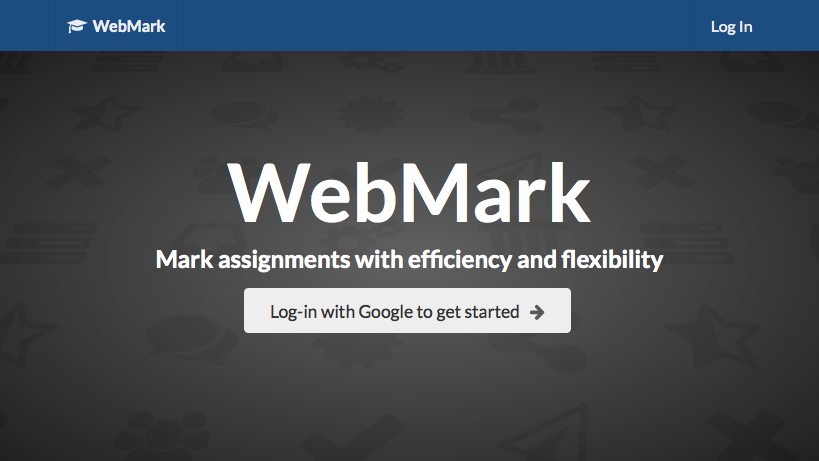 WebMark
Log In
WebMark
Mark assignments with efficiency and flexibility
Log-in with Google to get started